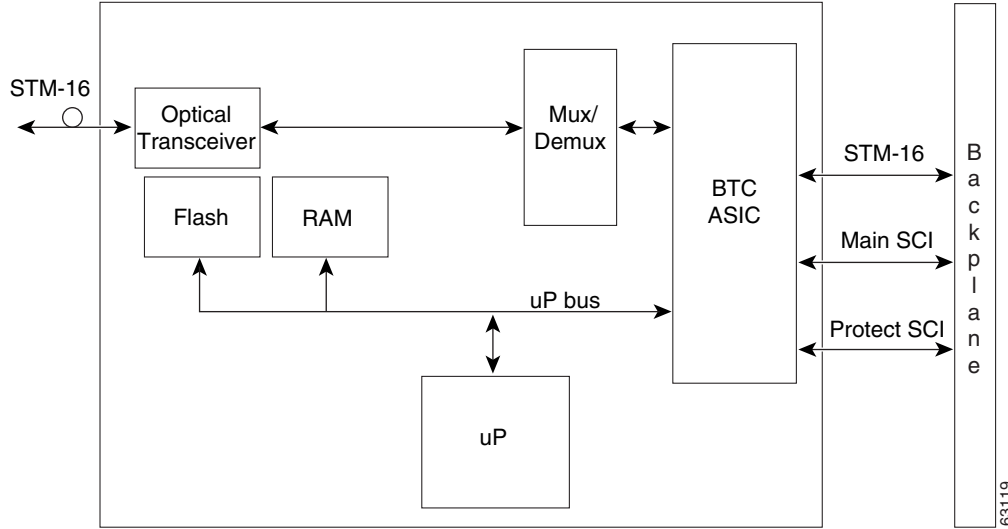 STM-16
Optical
Transceiver
Mux/
Demux
BTC
ASIC
Flash
RAM
uP bus
uP
STM-16
Main SCI
Protect SCI
Backplane
63119